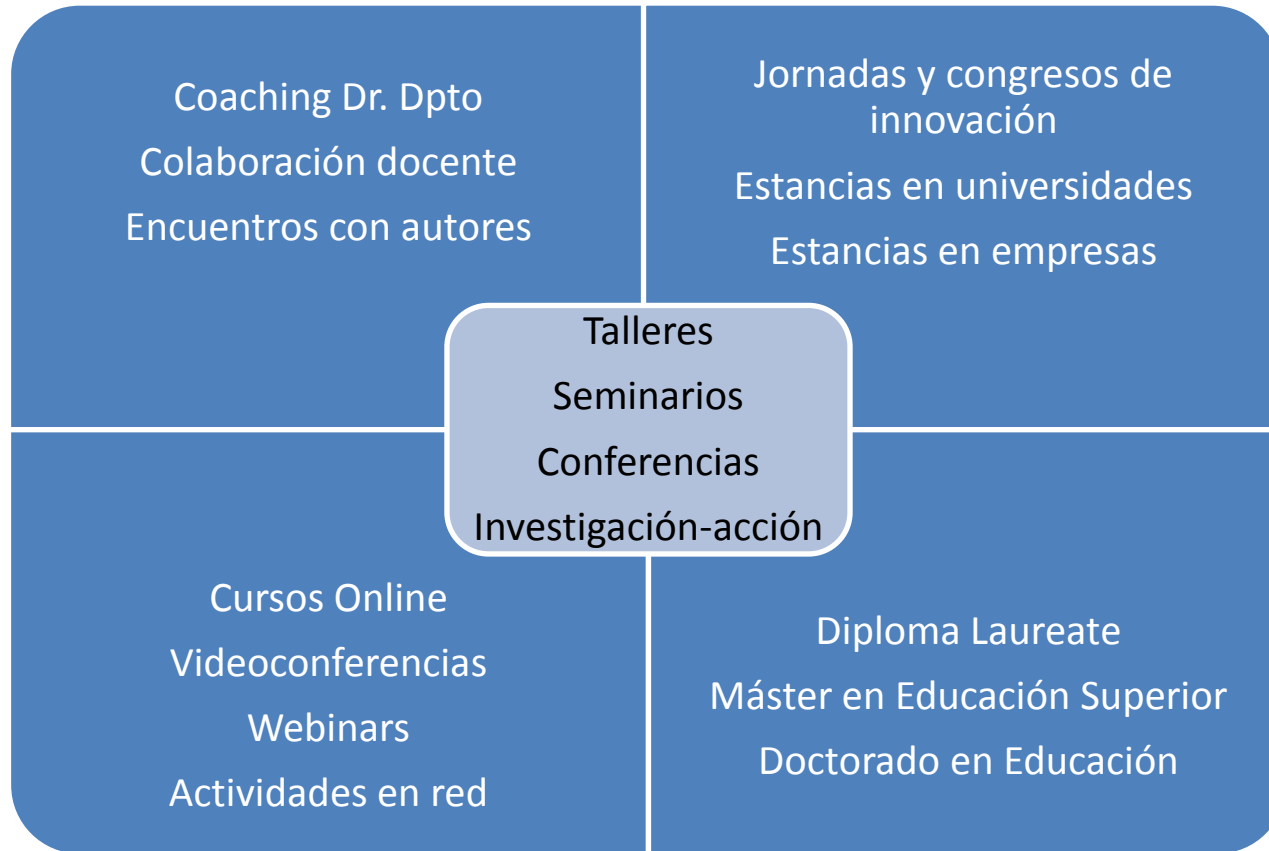 Coaching Dr. Dpto
Colaboración docente
Encuentros con autores
Jornadas y congresos de
innovación
Estancias en universidades
Estancias en empresas
Talleres
Seminarios
Conferencias
Investigación-acción
Cursos Online
Videoconferencias
Webinars
Actividades en red
Diploma Laureate
Máster en Educación Superior
Doctorado en Educación